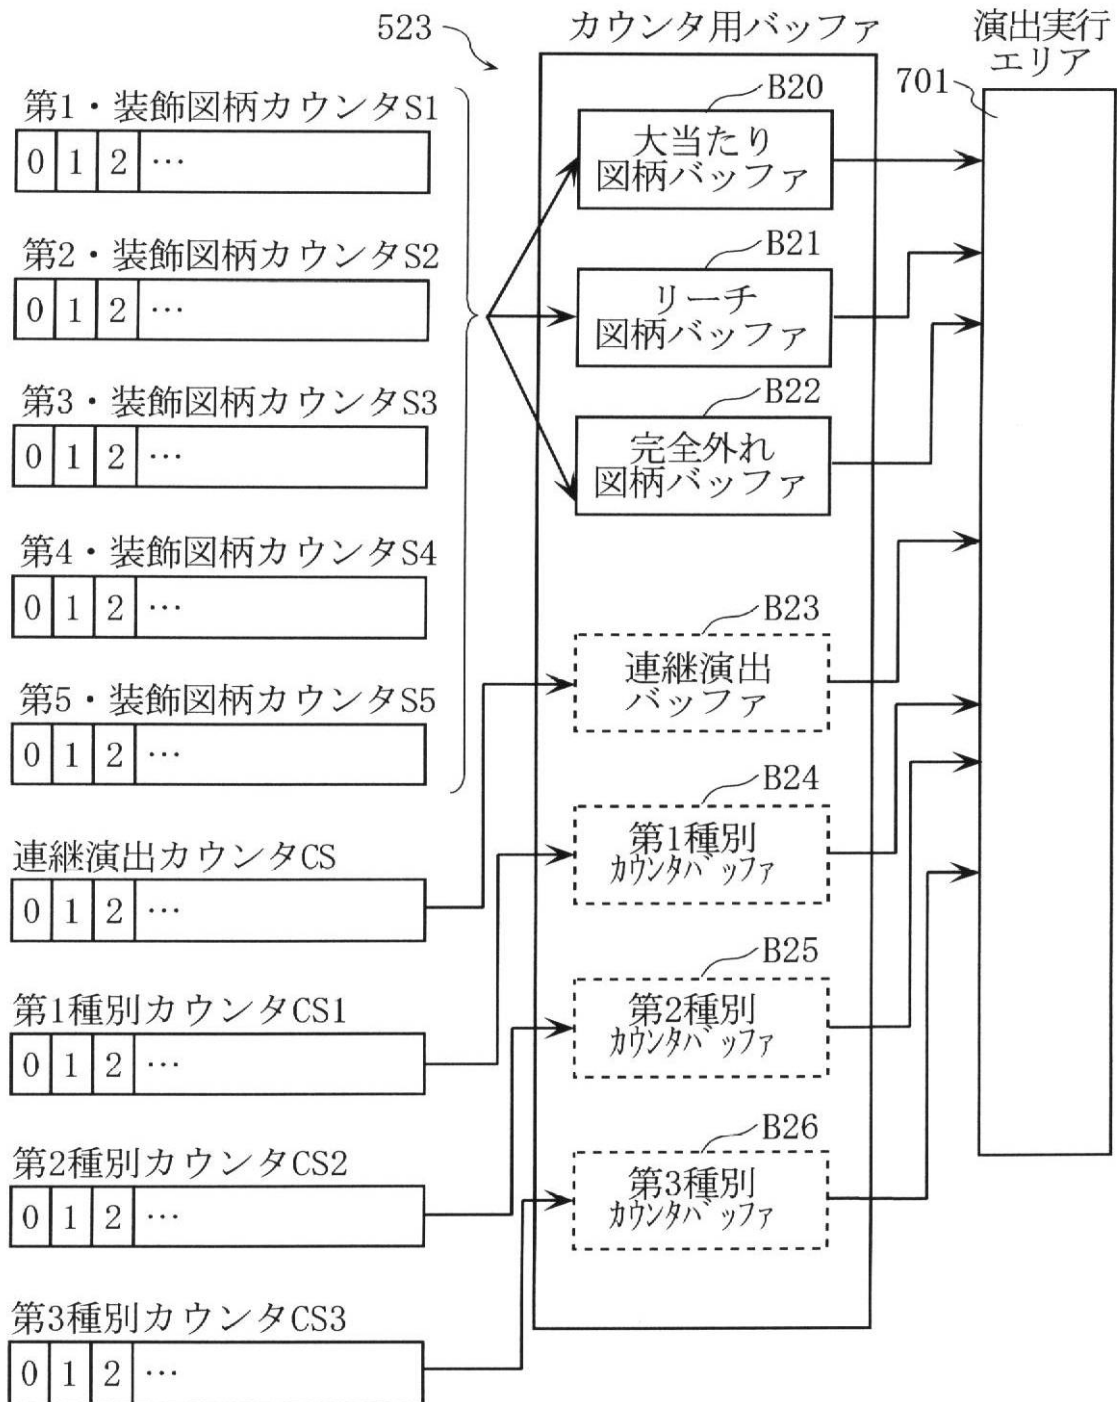 523
カウンタ用バッファ
演出実行
エリア
701
第1・装飾図柄カウンタS1
0 1 2 …
第2・装飾図柄カウンタS2
0 1 2 …
第3・装飾図柄カウンタS3
0 1 2 …
第4・装飾図柄カウンタS4
0 1 2 …
第5・装飾図柄カウンタS5
0 1 2 …
連継演出カウンタCS
0 1 2 …
第1種別カウンタCS1
0 1 2 …
第2種別カウンタCS2
0 1 2 …
第3種別カウンタCS3
0 1 2 …
B20
大当たり
図柄バッファ
B21
リーチ
図柄バッファ
B22
完全外れ
図柄バッファ
B23
連継演出
バッファ
B24
第1種別
カウンタバッファ
B25
第2種別
カウンタバッファ
B26
第3種別
カウンタバッファ